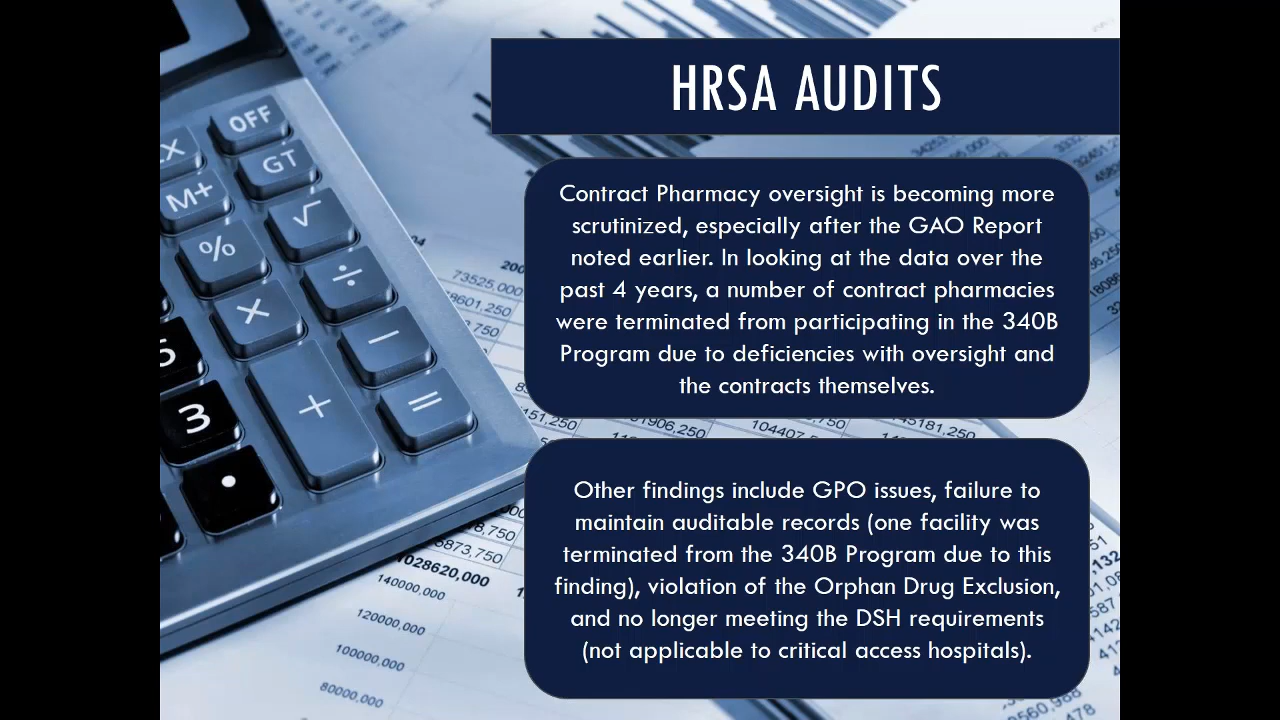 HRSA AUDITS
Contract Pharmacy oversight is becoming more
scrutinized, especially after the GAO Report
noted earlier. In looking at the data over the
past 4 years, a number of contract pharmacies
were terminated from participating in the 340B
Program due to deficiencies with oversight and
the contracts themselves.
Other findings include GPO issues, failure to
maintain auditable records (one facility was
terminated from the 340B Program due to this
finding), violation of the Orphan Drug Exclusion,
and no longer meeting the DSH requirements
(not applicable to critical access hospitals).
OFF
GT
M+
√
%
÷
×
−
+
=
3
•
73525,000
1028620,000
140000,000
120000,000
100000,000
80000,000